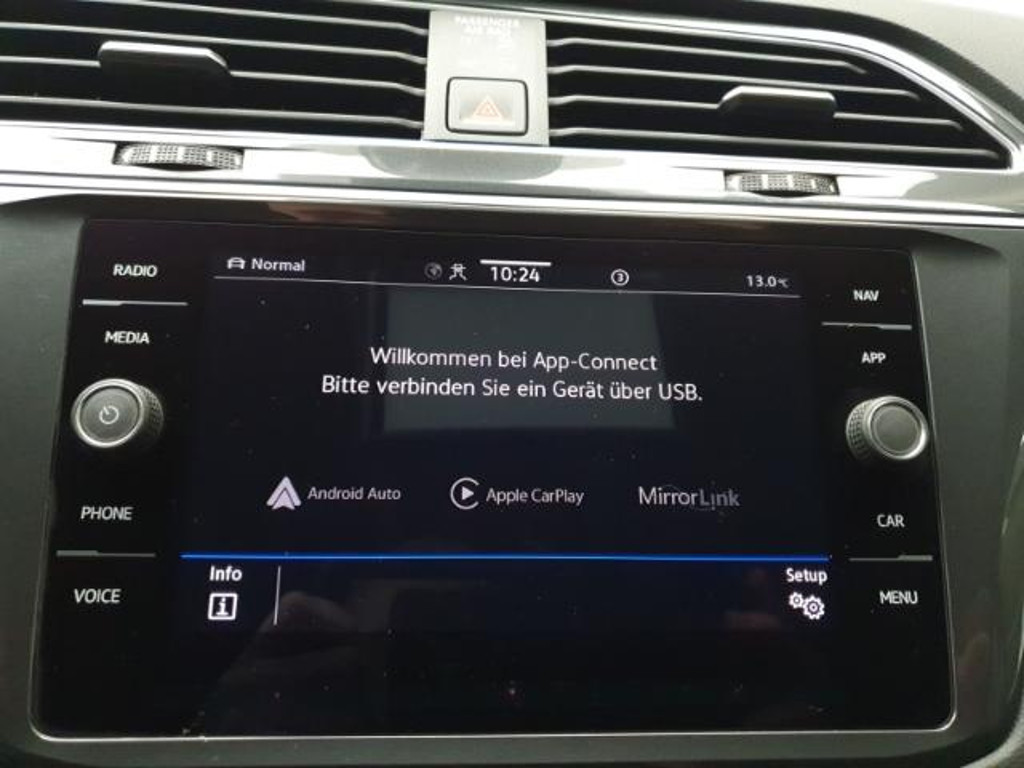 PASSENGER
AIR BAG
RADIO
MEDIA
PHONE
VOICE
Normal
10:24
3
13.0°C
Willkommen bei App-Connect
Bitte verbinden Sie ein Gerät über USB.
Android Auto
Apple CarPlay
MirrorLink
Info
i
Setup
NAV
APP
CAR
MENU